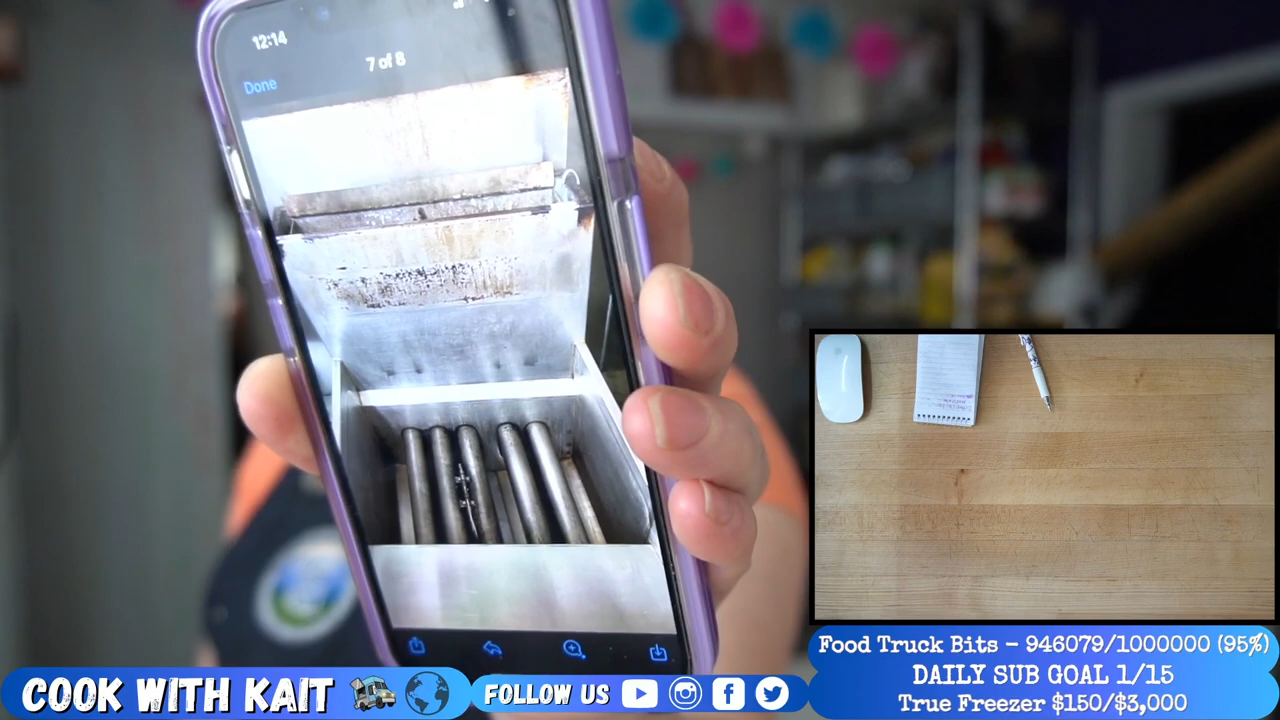 12:14
7 of 8
Done
Food Truck Bits - 946079/1000000 (95%)
DAILY SUB GOAL 1/15
True Freezer $150/$3,000
COOK WITH KAIT
FOLLOW US